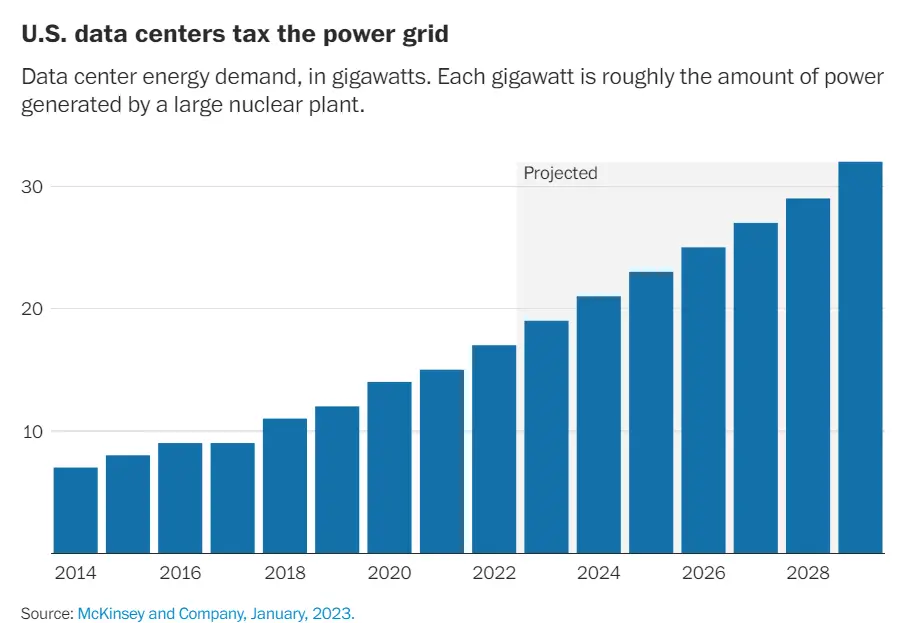 U.S. data centers tax the power grid
Data center energy demand, in gigawatts. Each gigawatt is roughly the amount of power
generated by a large nuclear plant.
Projected
30
20
10
2014 2016 2018 2020 2022 2024 2026 2028
Source: McKinsey and Company, January, 2023.